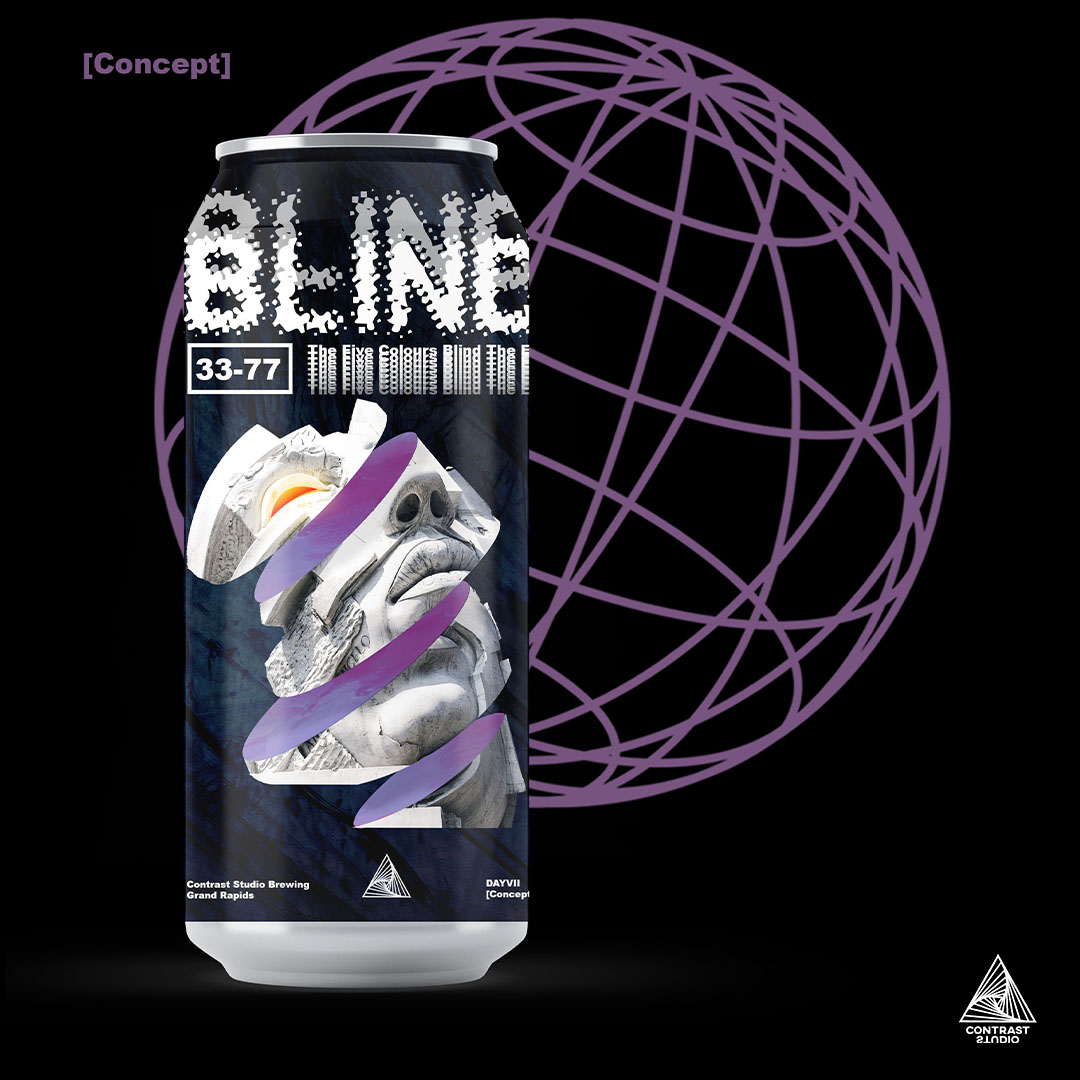 [Concept]
BLIND
33-77
The Five Colours Blind The
Contrast Studio Brewing
Grand Rapids
DAYVII
[Concept
CONTRAST
STUDIO